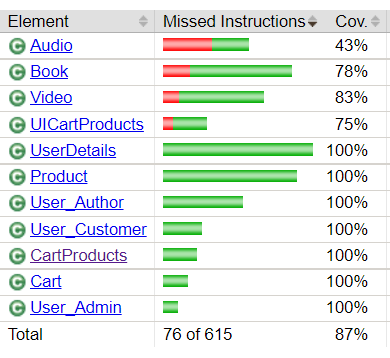 Element Missed Instructions Cov.
C Audio 43%
C Book 78%
C Video 83%
C UICartProducts 75%
C UserDetails 100%
C Product 100%
C User_Author 100%
C User_Customer 100%
C CartProducts 100%
C Cart 100%
C User_Admin 100%
Total 76 of 615 87%